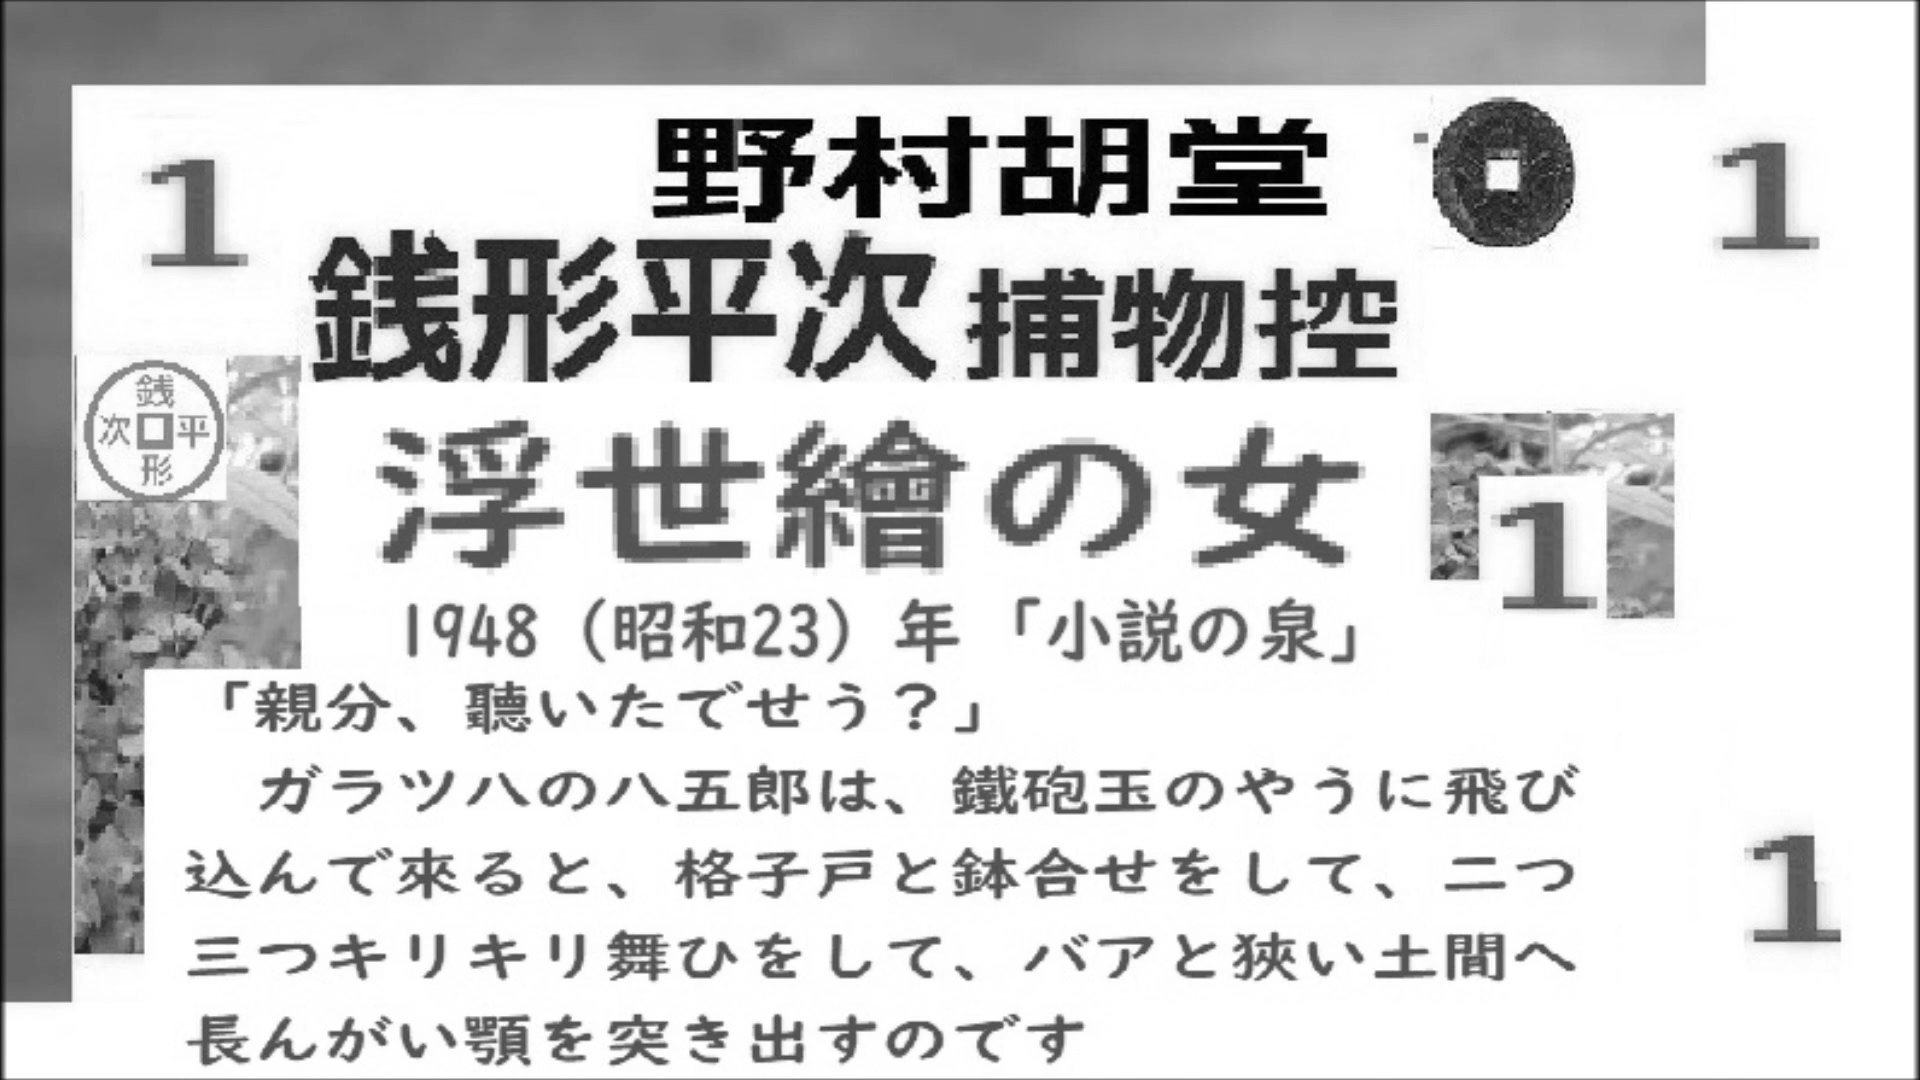 野村胡堂
1
1
銭形平次 捕物控
銭
次 平
形
浮世繪の女
1
1948（昭和23）年 「小説の泉」
「親分、聽いたでせう？」
ガラツハの八五郎は、鐵砲玉のやうに飛び
込んで來ると、格子戸と鉢合せをして、二つ
三つキリキリ舞ひをして、バアと狹い土間へ
1
長んがい顎を突き出すのです